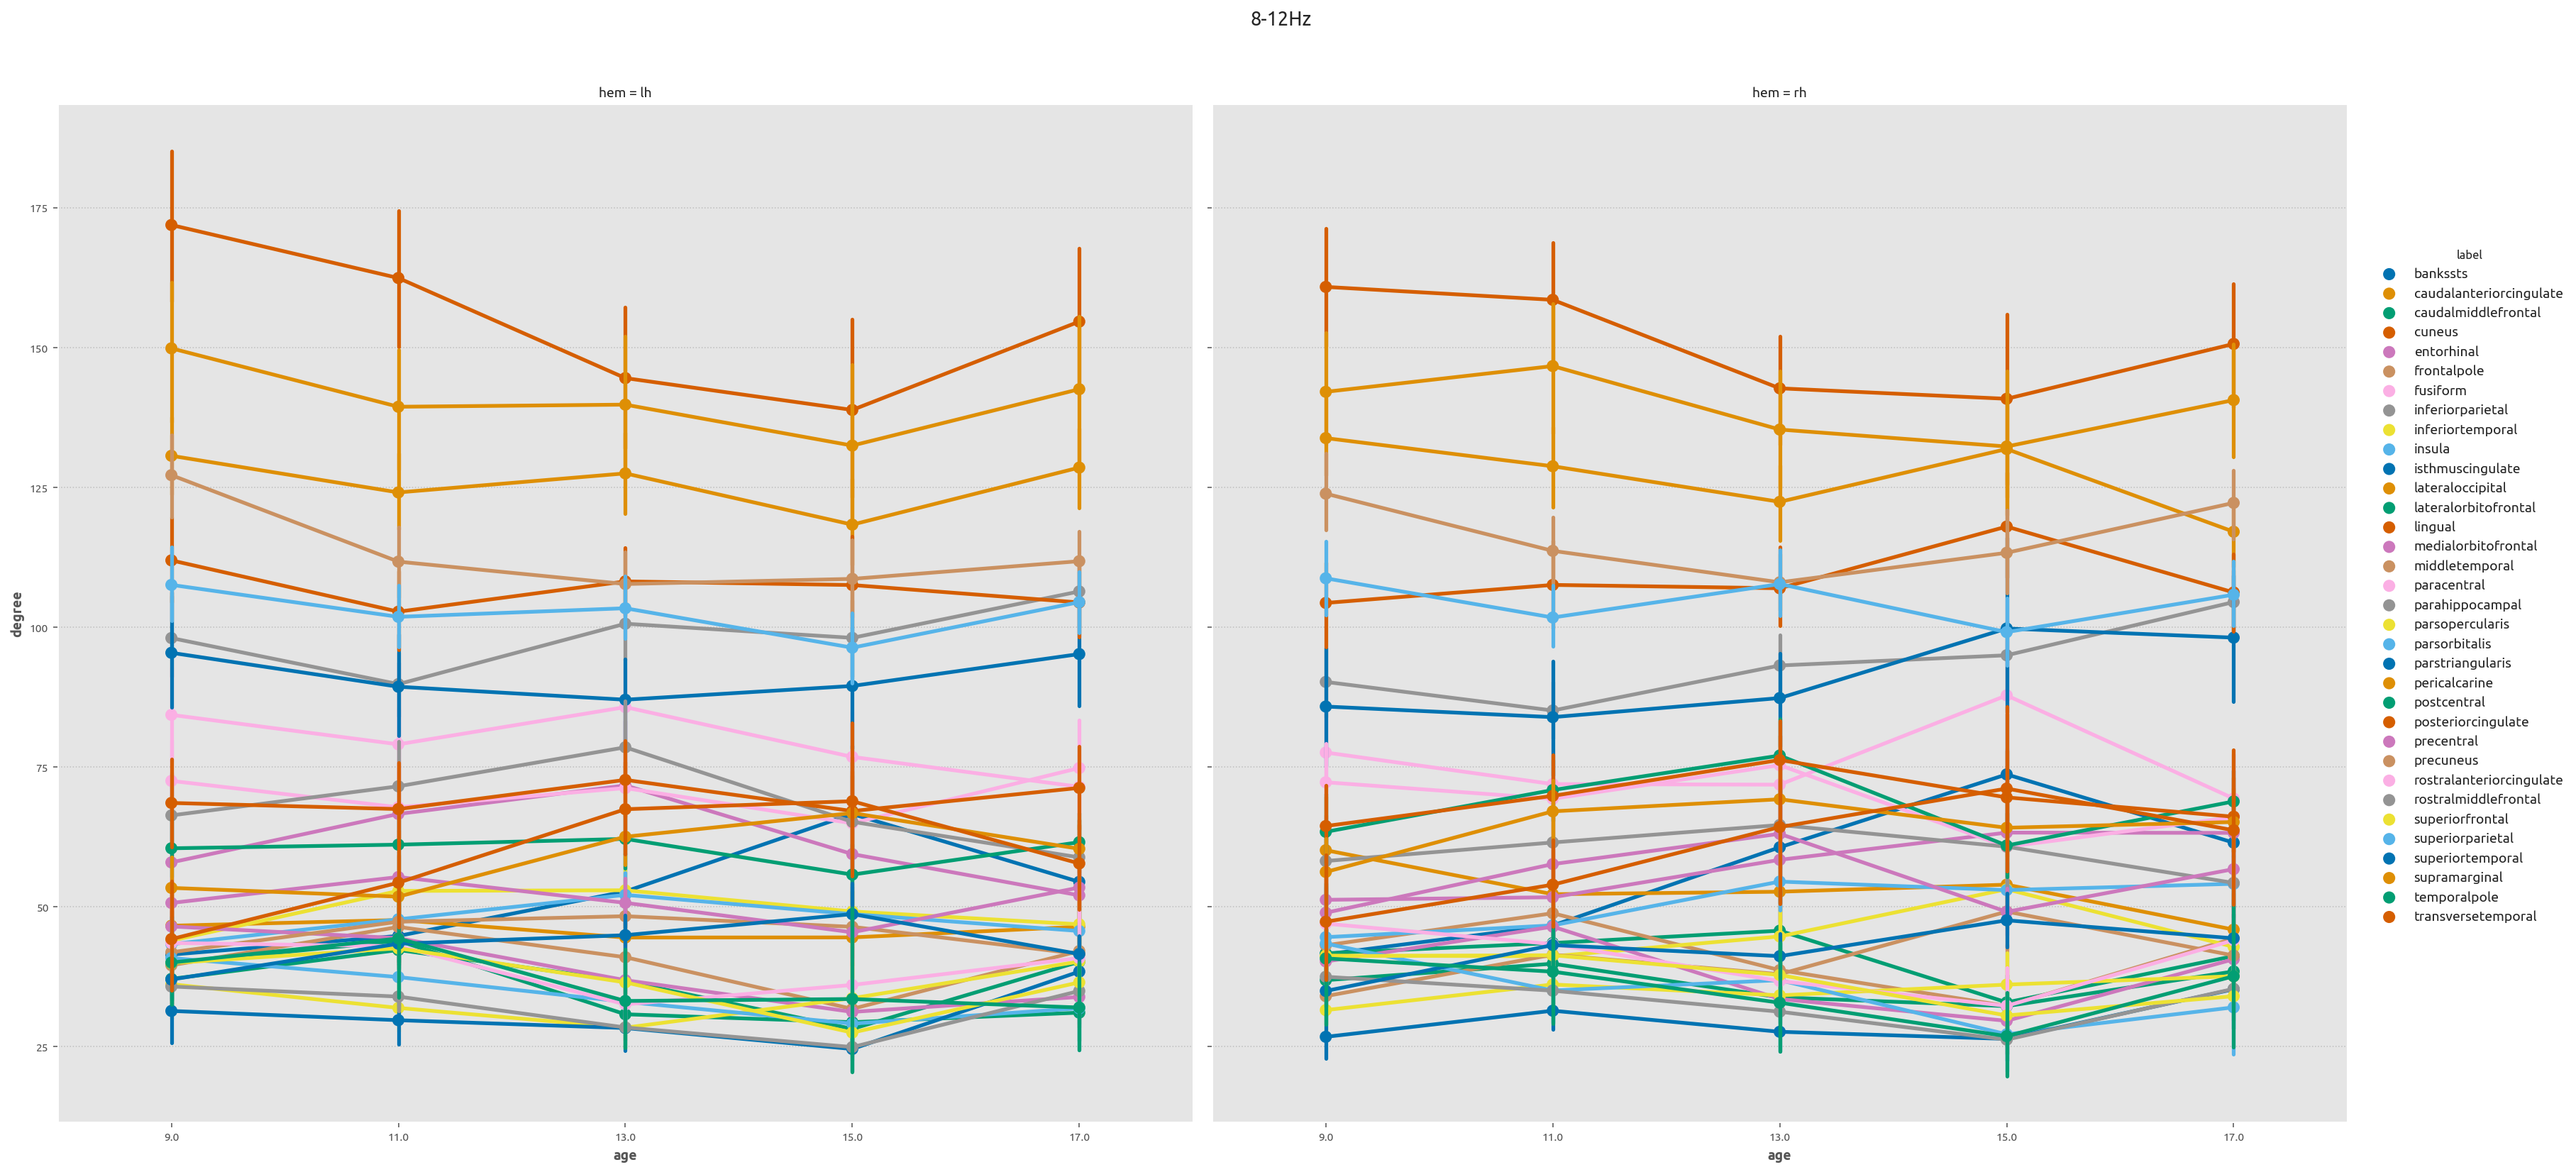 8-12Hz
hem = lh
hem = rh
degree
175
150
125
100
75
50
25
9.0
11.0
13.0
15.0
17.0
age
9.0
11.0
13.0
15.0
17.0
age
label
bankssts
caudalanteriorcingulate
caudalmiddlefrontal
cuneus
entorhinal
frontalpole
fusiform
inferiorparietal
inferiortemporal
insula
isthmuscingulate
lateraloccipital
lateralorbitofrontal
lingual
medialorbitofrontal
middletemporal
paracentral
parahippocampal
parsopercularis
parsorbitalis
parstriangularis
pericalcarine
postcentral
posteriorcingulate
precentral
precuneus
rostralanteriorcingulate
rostralmiddlefrontal
superiorfrontal
superiorparietal
superiortemporal
supramarginal
temporalpole
transversetemporal